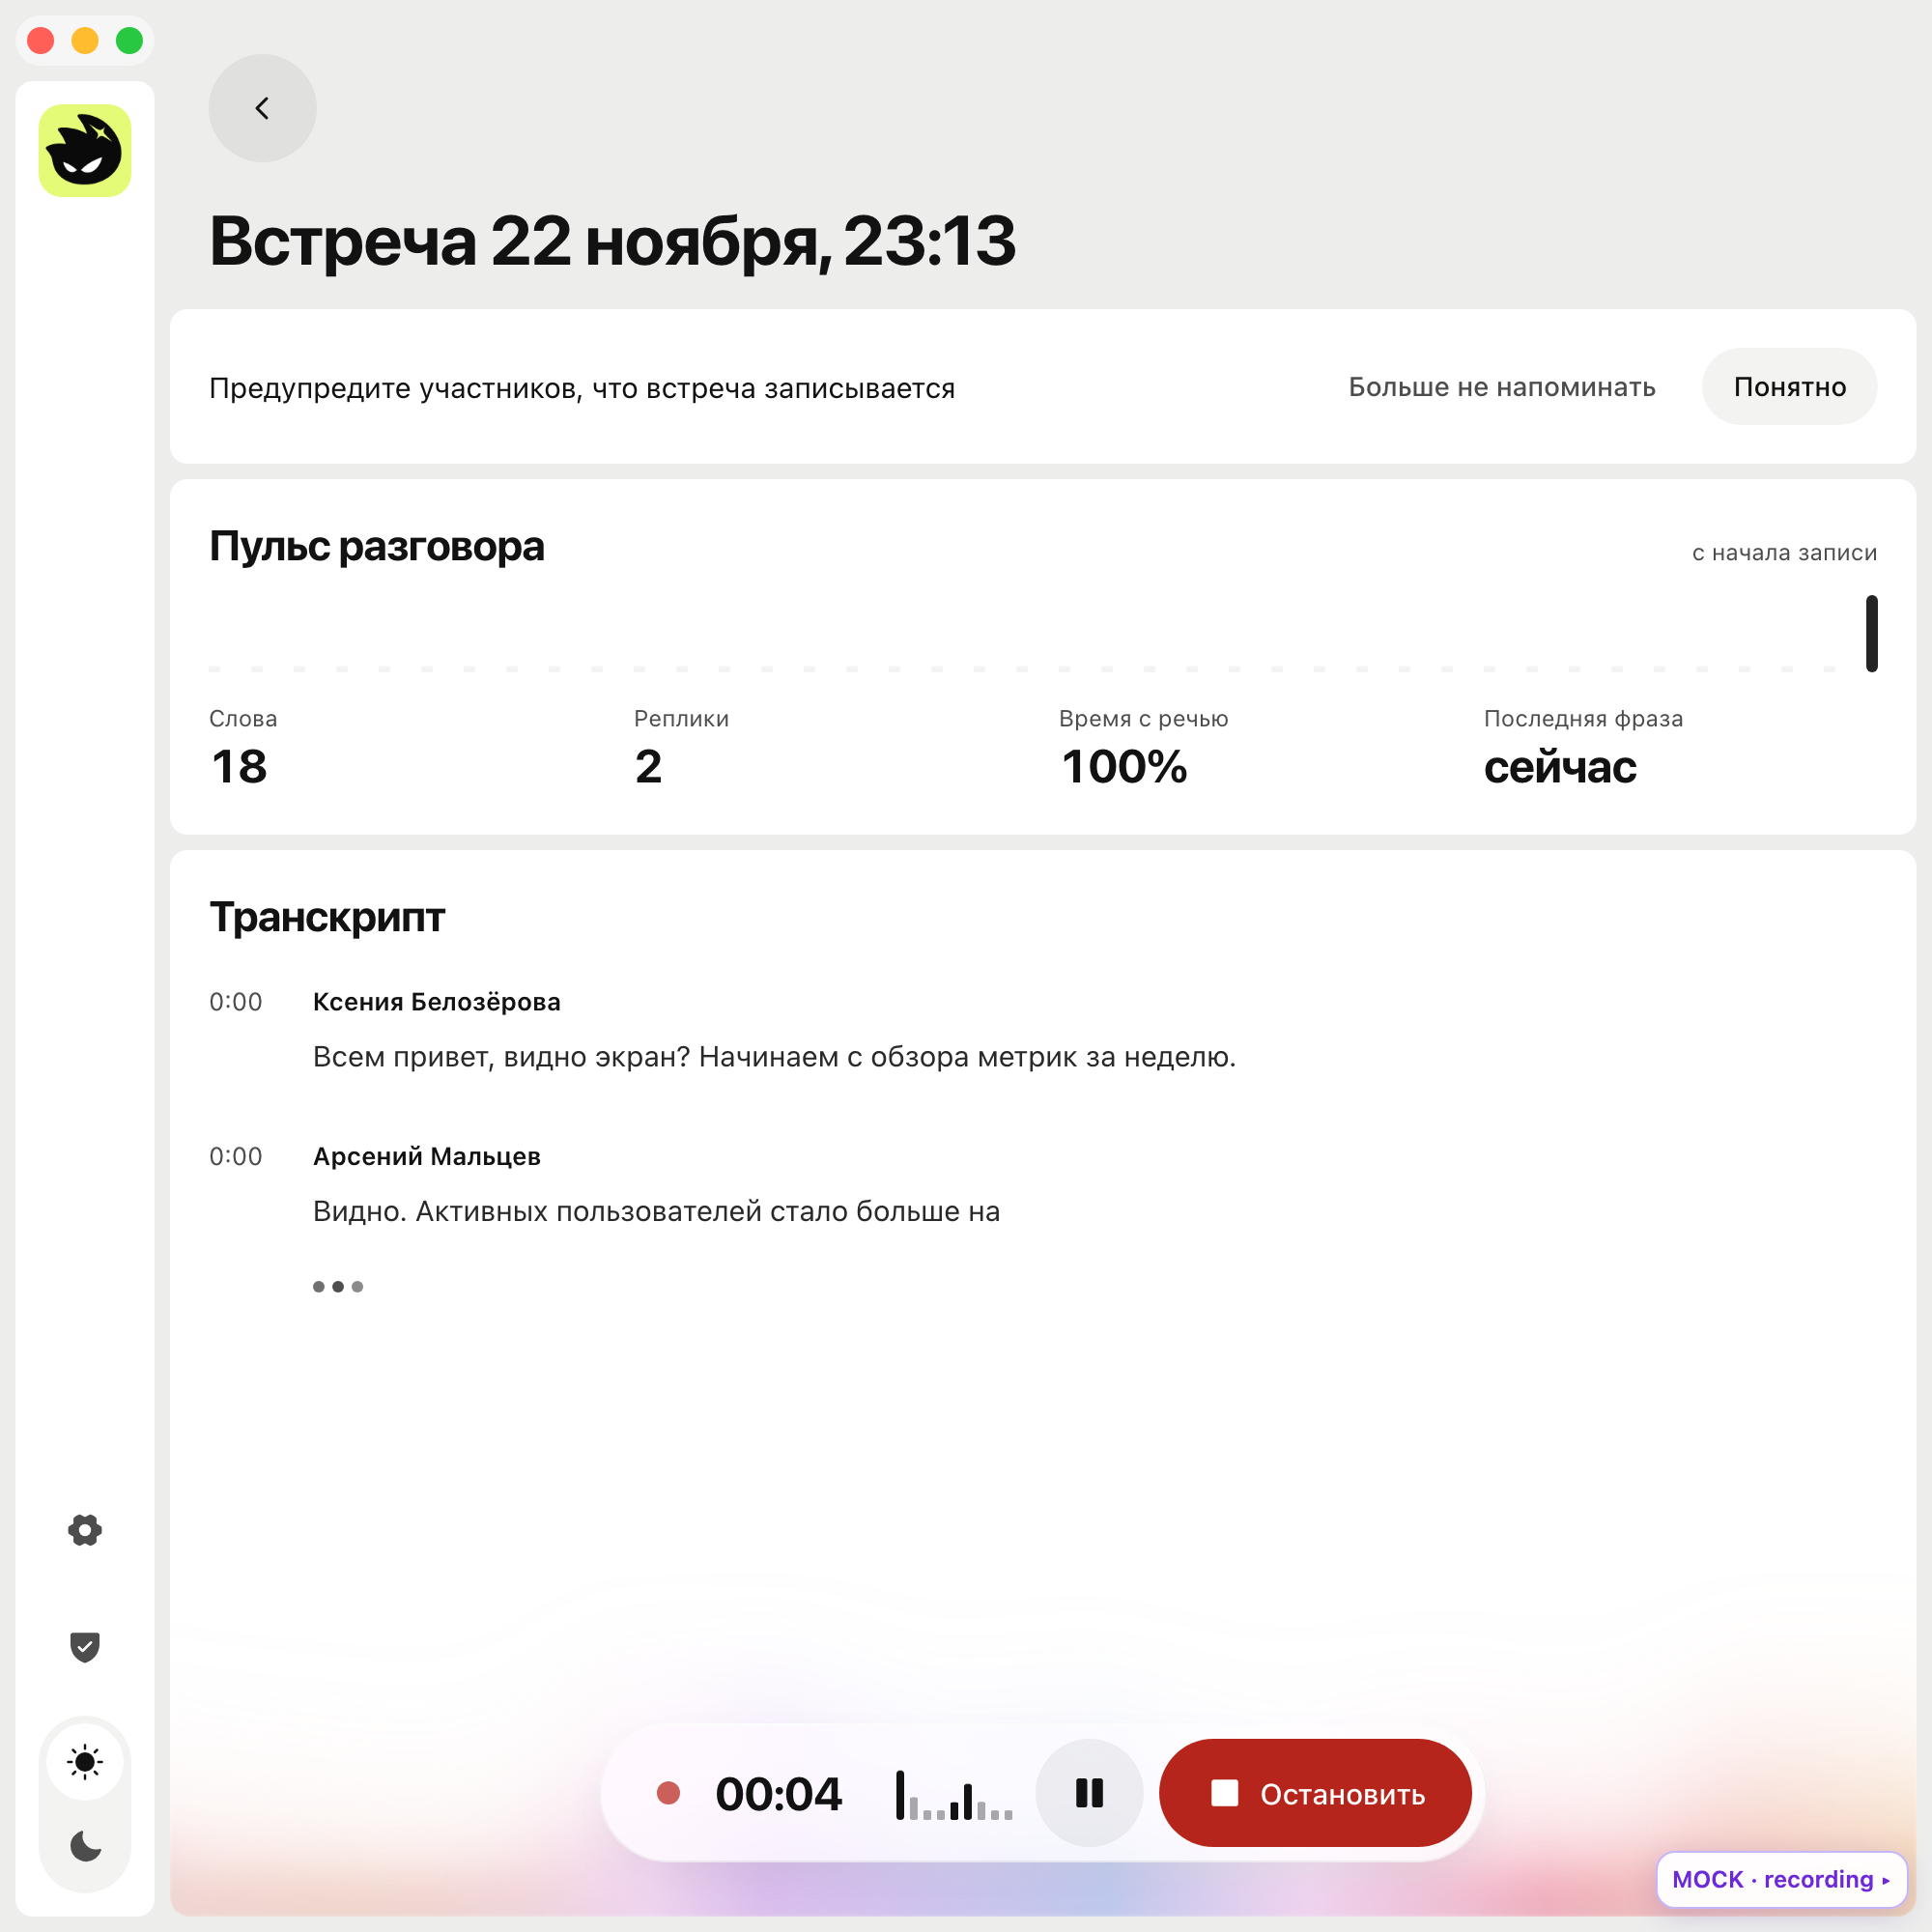 Встреча 22 ноября, 23:13
Предупредите участников, что встреча записывается
Больше не напоминать
Понятно
Пульс разговора
с начала записи
Слова
18
Реплики
2
Время с речью
100%
Последняя фраза
сейчас
Транскрипт
0:00 Ксения Белозёрова
Всем привет, видно экран? Начинаем с обзора метрик за неделю.
0:00 Арсений Мальцев
Видно. Активных пользователей стало больше на
00:04
Остановить
MOCK · recording ▸